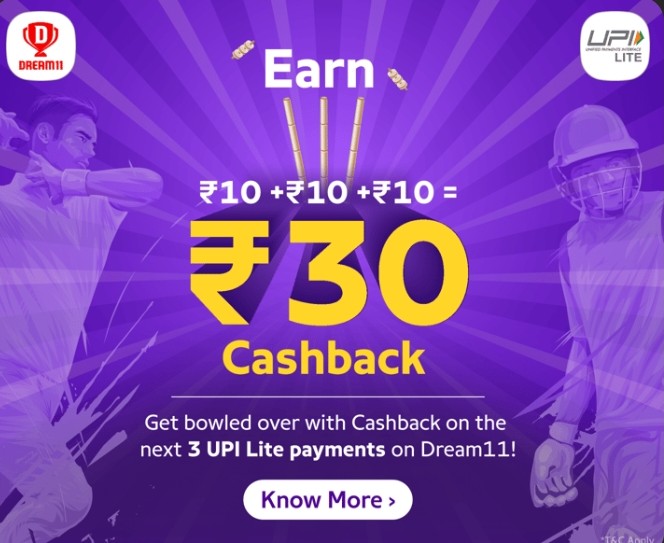 DREAM11
UPI
UNIFIED PAYMENTS INTERFACE
LITE
Earn
₹10 +₹10 +₹10 =
₹30
Cashback
Get bowled over with Cashback on the
next 3 UPI Lite payments on Dream11!
Know More ›
*T&C Apply